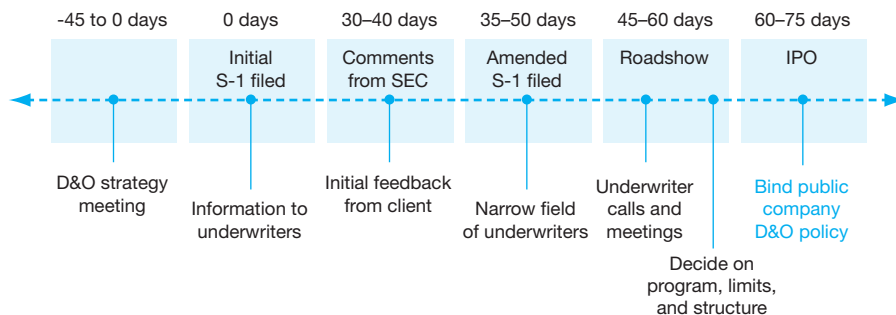 -45 to 0 days
0 days
30–40 days
35–50 days
45–60 days
60–75 days
Initial
S-1 filed
Comments
from SEC
Amended
S-1 filed
Roadshow
IPO
D&O strategy
meeting
Information to
underwriters
Initial feedback
from client
Narrow field
of underwriters
Underwriter
calls and
meetings
Decide on
program, limits,
and structure
Bind public
company
D&O policy